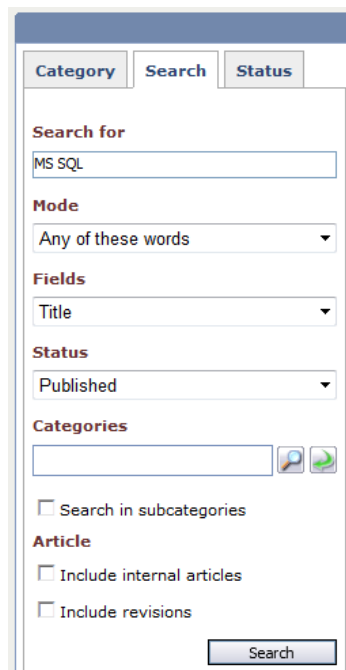 Category Search Status
Search for
MS SQL
Mode
Any of these words
Fields
Title
Status
Published
Categories
Search in subcategories
Article
Include internal articles
Include revisions
Search